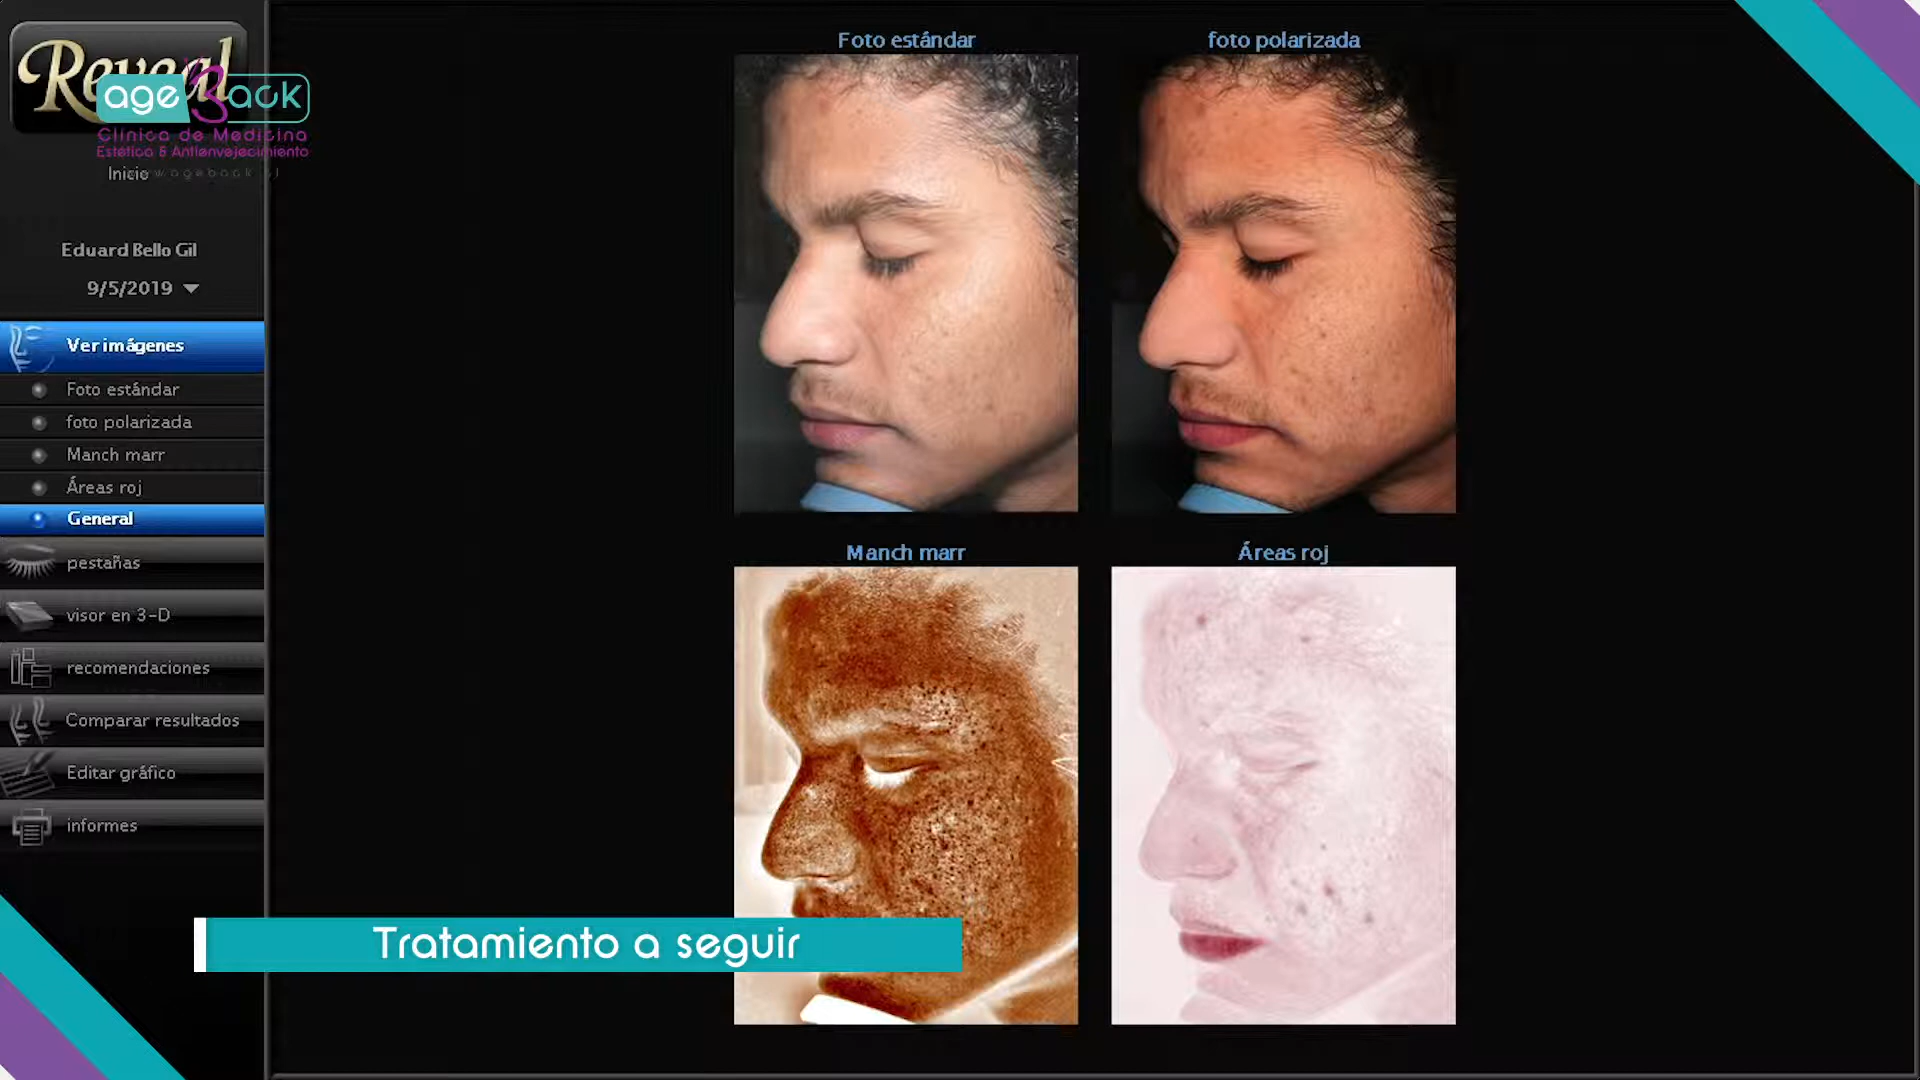 Reveal
ageBack
Clínica de Medicina
Estética & Antienvejecimiento
Inicio
Eduard Bello Gil
9/5/2019
Ver imágenes
Foto estándar
foto polarizada
Manch marr
Áreas roj
General
pestañas
visor en 3-D
recomendaciones
Comparar resultados
Editar gráfico
informes
Foto estándar
foto polarizada
Manch marr
Áreas roj
Tratamiento a seguir